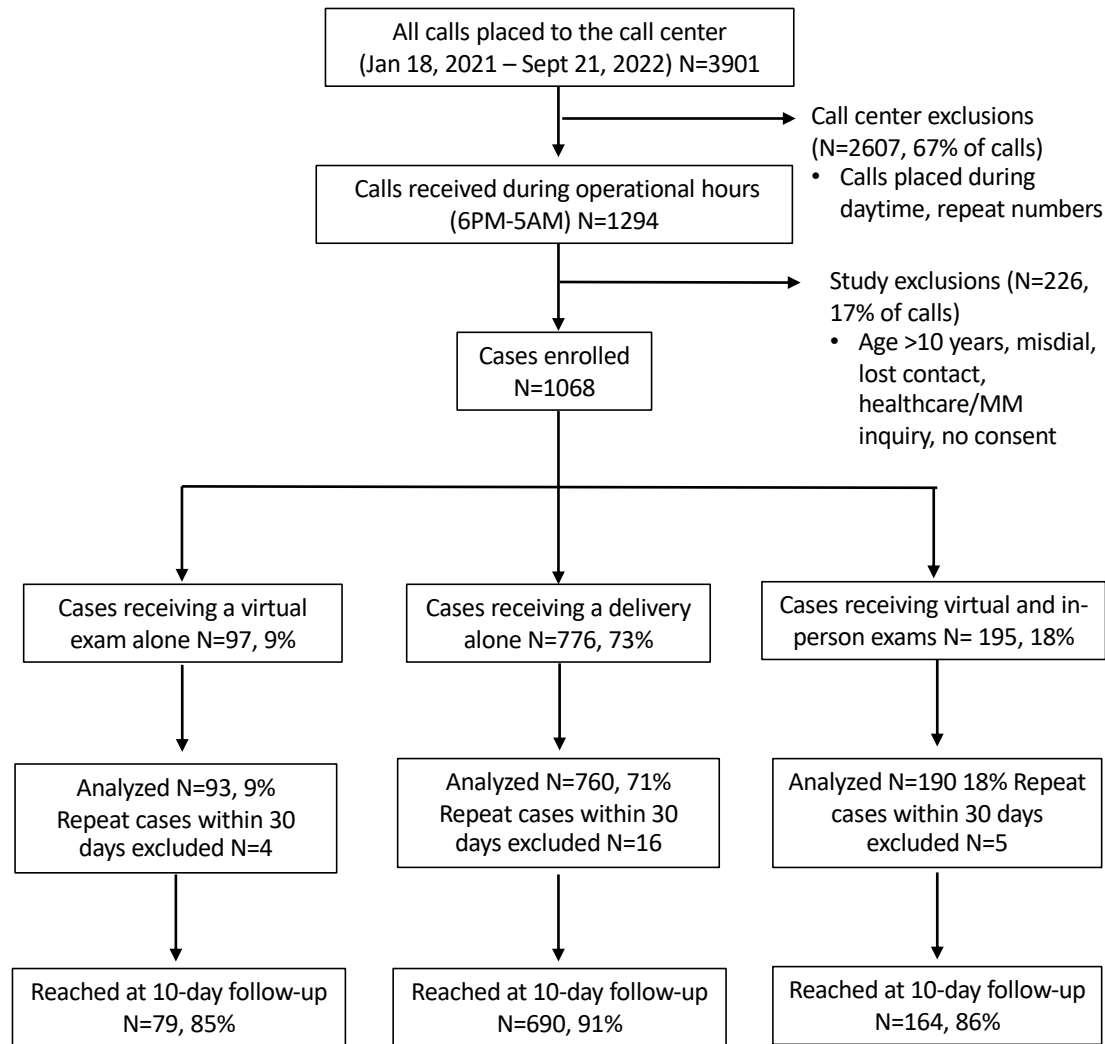 All calls placed to the call center
(Jan 18, 2021 – Sept 21, 2022) N=3901
Call center exclusions
(N=2607, 67% of calls)
• Calls placed during
daytime, repeat numbers
Calls received during operational hours
(6PM-5AM) N=1294
Study exclusions (N=226,
17% of calls)
• Age >10 years, misdial,
lost contact,
healthcare/MM
inquiry, no consent
Cases enrolled
N=1068
Cases receiving a virtual
exam alone N=97, 9%
Cases receiving a delivery
alone N=776, 73%
Cases receiving virtual and in-
person exams N= 195, 18%
Analyzed N=93, 9%
Repeat cases within 30
days excluded N=4
Analyzed N=760, 71%
Repeat cases within 30
days excluded N=16
Analyzed N=190 18% Repeat
cases within 30 days
excluded N=5
Reached at 10-day follow-up
N=79, 85%
Reached at 10-day follow-up
N=690, 91%
Reached at 10-day follow-up
N=164, 86%